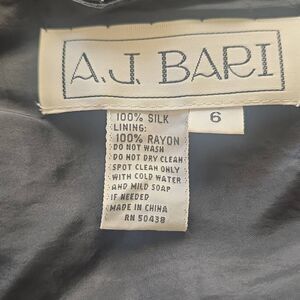 A.J. BARI
6
100% SILK
LINING:
100% RAYON
DO NOT WASH
DO NOT DRY CLEAN
SPOT CLEAN ONLY
WITH COLD WATER
AND MILD SOAP
IF NEEDED
MADE IN CHINA
RN 50438